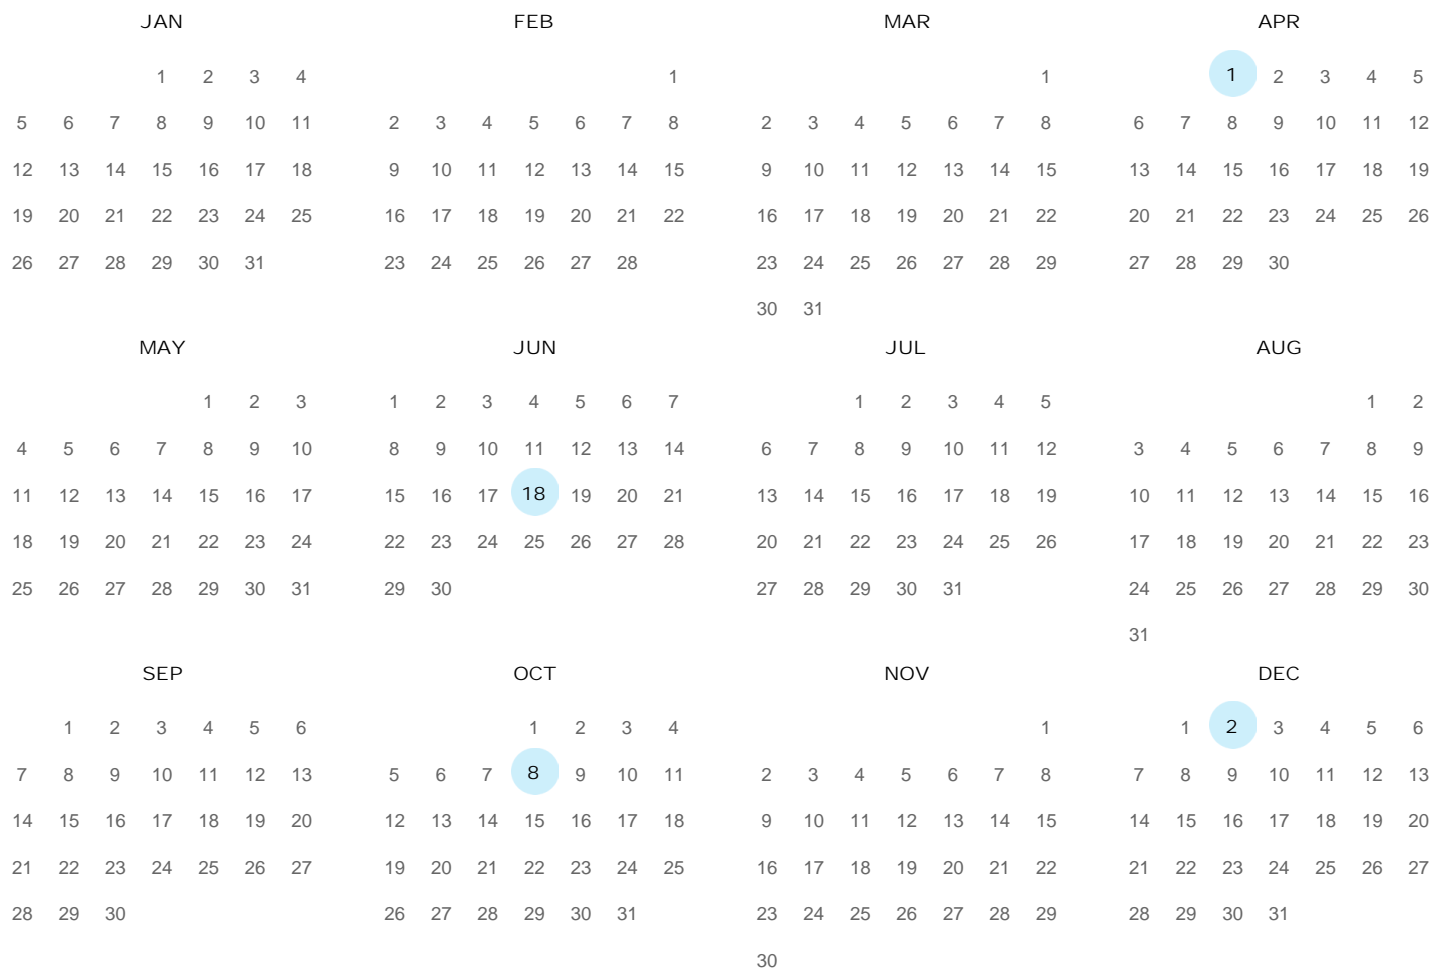 JAN FEB MAR APR
1 2 3 4 1 1 1 2 3 4 5
5 6 7 8 9 10 11 2 3 4 5 6 7 8 2 3 4 5 6 7 8 6 7 8 9 10 11 12
12 13 14 15 16 17 18 9 10 11 12 13 14 15 9 10 11 12 13 14 15 13 14 15 16 17 18 19
19 20 21 22 23 24 25 16 17 18 19 20 21 22 16 17 18 19 20 21 22 20 21 22 23 24 25 26
26 27 28 29 30 31 23 24 25 26 27 28 23 24 25 26 27 28 29 27 28 29 30
30 31
MAY JUN JUL AUG
1 2 3 1 2 3 4 5 6 7 1 2 3 4 5 1 2
4 5 6 7 8 9 10 8 9 10 11 12 13 14 6 7 8 9 10 11 12 3 4 5 6 7 8 9
11 12 13 14 15 16 17 15 16 17 18 19 20 21 13 14 15 16 17 18 19 10 11 12 13 14 15 16
18 19 20 21 22 23 24 22 23 24 25 26 27 28 20 21 22 23 24 25 26 17 18 19 20 21 22 23
25 26 27 28 29 30 31 29 30 27 28 29 30 31 24 25 26 27 28 29 30
31
SEP OCT NOV DEC
1 2 3 4 5 6 1 2 3 4 1 1 2 3 4 5 6
7 8 9 10 11 12 13 5 6 7 8 9 10 11 2 3 4 5 6 7 8 7 8 9 10 11 12 13
14 15 16 17 18 19 20 12 13 14 15 16 17 18 9 10 11 12 13 14 15 14 15 16 17 18 19 20
21 22 23 24 25 26 27 19 20 21 22 23 24 25 16 17 18 19 20 21 22 21 22 23 24 25 26 27
28 29 30 26 27 28 29 30 31 23 24 25 26 27 28 29 28 29 30 31
30